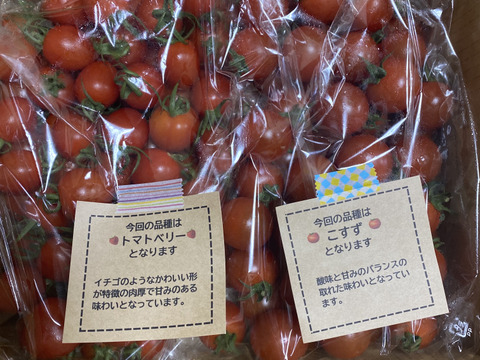 今回の品種は
トマトベリー
となります
イチゴのようなかわいい形
が特徴の肉厚で甘みのある
味わいとなっています。
今回の品種は
こすず
となります
酸味と甘みのバランスの
取れた味わいとなってい
ます。